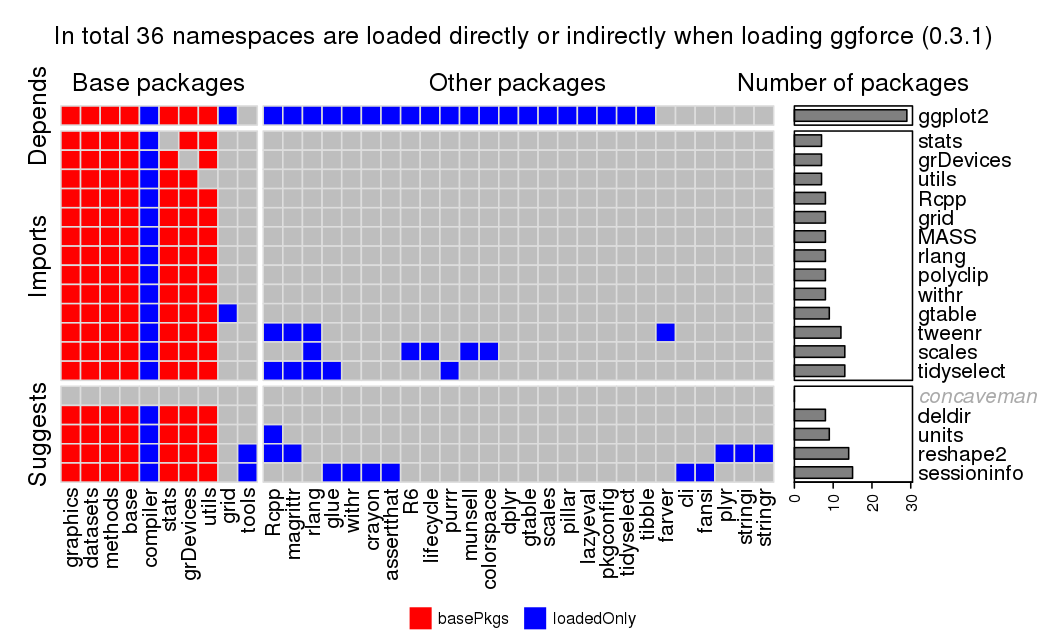 In total 36 namespaces are loaded directly or indirectly when loading ggforce (0.3.1)
Base packages
Other packages
Number of packages
Depends
Imports
Suggests
ggplot2
stats
grDevices
utils
Rcpp
grid
MASS
rlang
polyclip
withr
gtable
tweenr
scales
tidyselect
concaveman
deldir
units
reshape2
sessioninfo
0
10
20
30
graphics
datasets
methods
base
compiler
stats
grDevices
utils
grid
tools
Rcpp
magrittr
rlang
glue
withr
crayon
assertthat
R6
lifecycle
purrr
munsell
colorspace
dplyr
gtable
scales
pillar
lazyeval
pkgconfig
tidyselect
tibble
farver
cli
fansi
plyr
stringi
stringr
basePkgs
loadedOnly